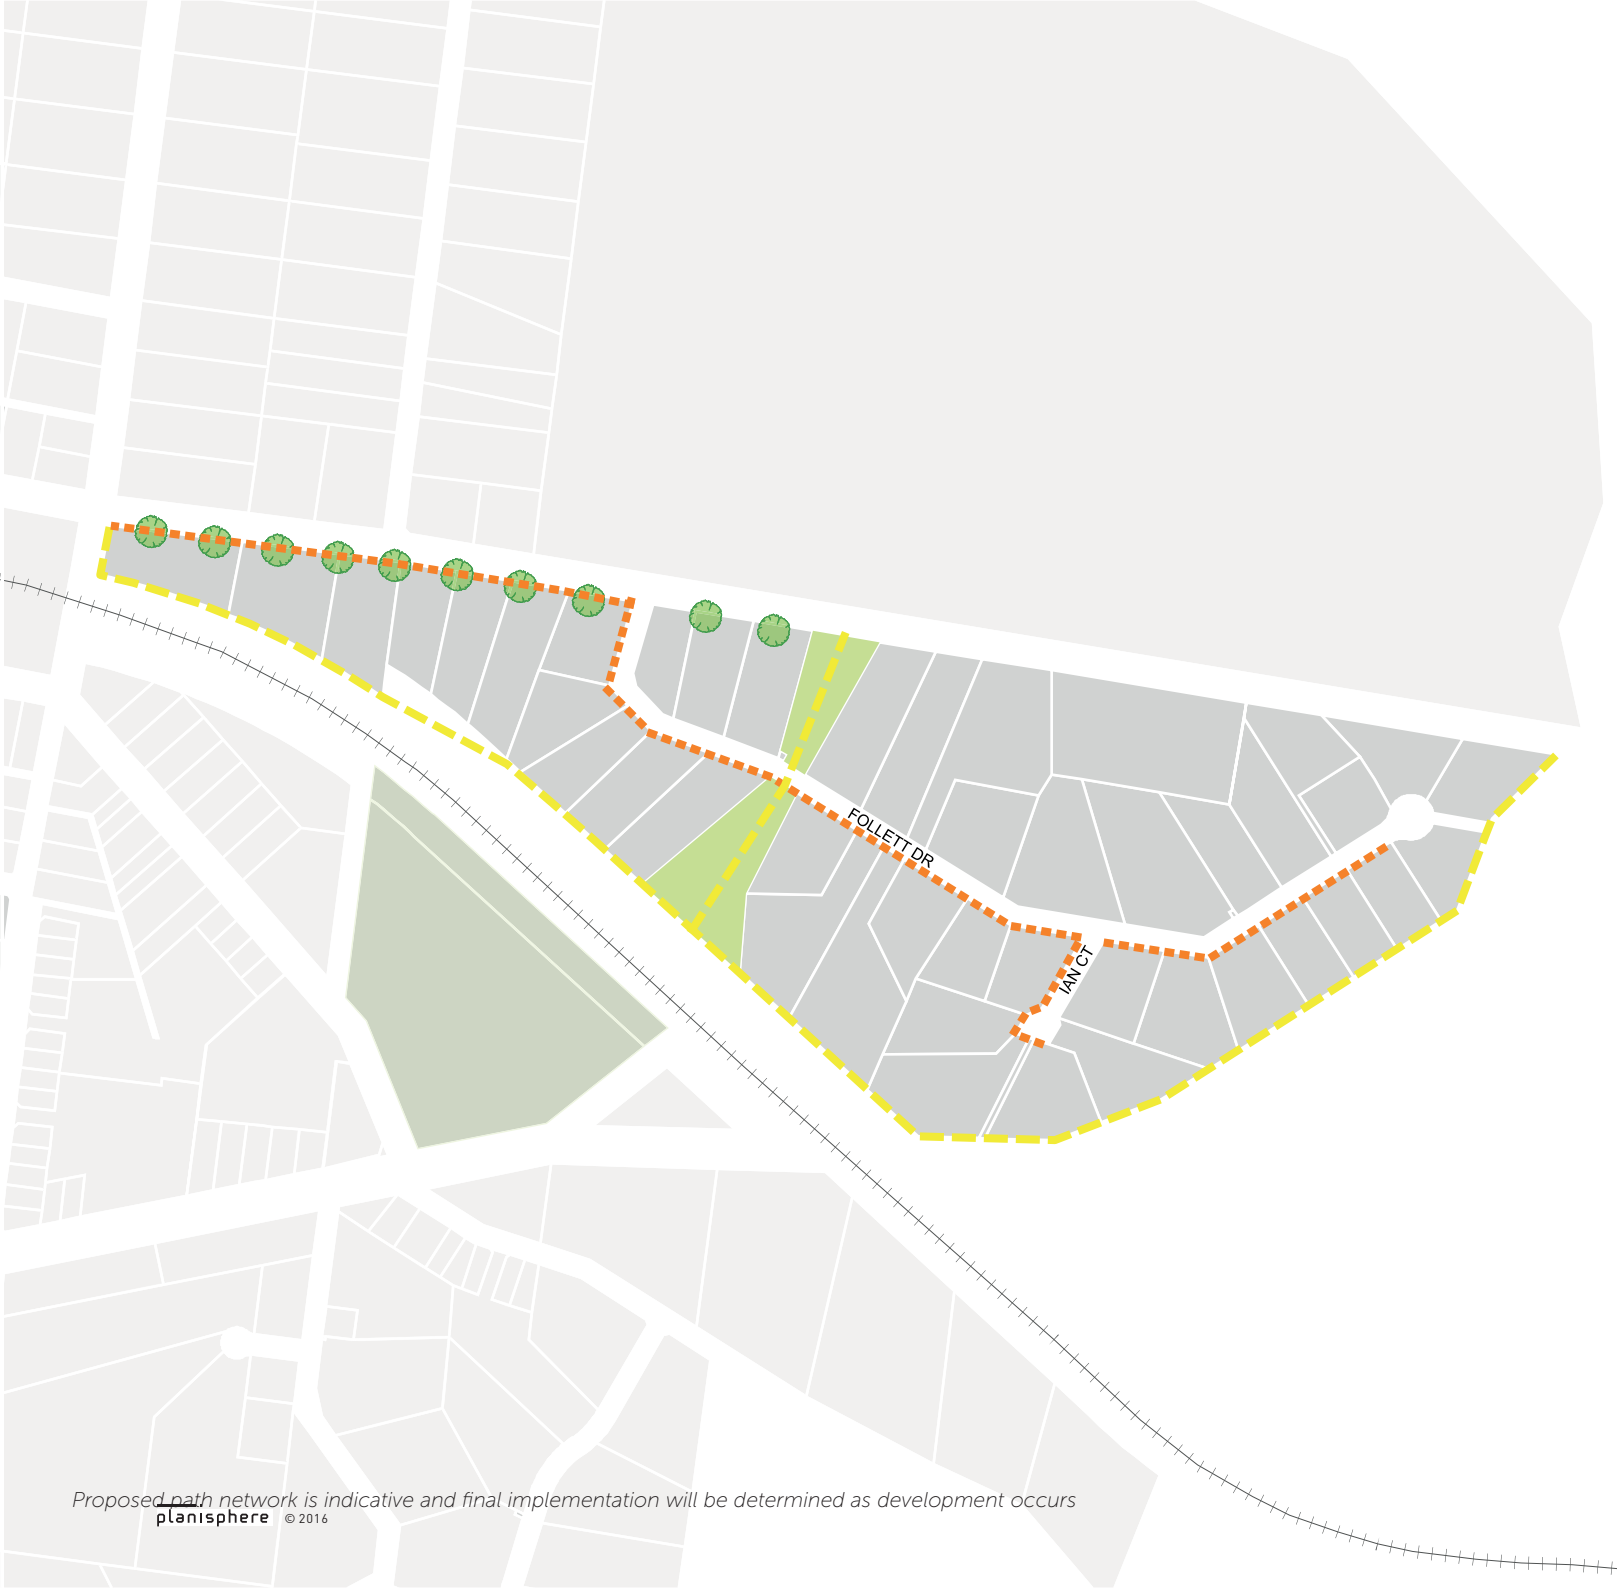 FOLLETT DR
IAN CT
Proposed path network is indicative and final implementation will be determined as development occurs
planisphere © 2016